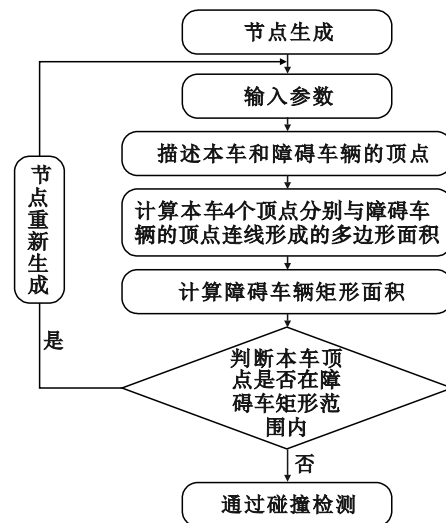 节点生成
输入参数
描述本车和障碍车辆的顶点
计算本车4个顶点分别与障碍车
辆的顶点连线形成的多边形面积
计算障碍车辆矩形面积
判断本车顶
点是否在障
碍车矩形范
围内
是
节点重新生成
否
通过碰撞检测